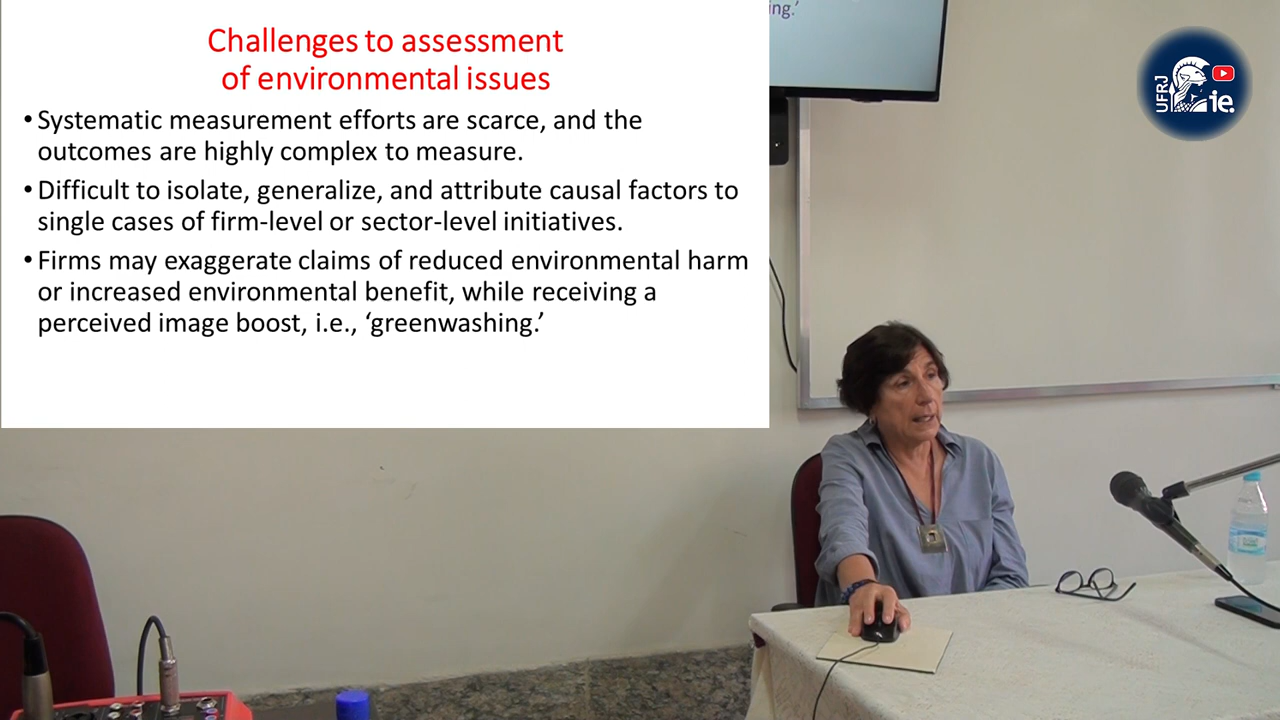 Challenges to assessment
of environmental issues
• Systematic measurement efforts are scarce, and the
outcomes are highly complex to measure.
• Difficult to isolate, generalize, and attribute causal factors to
single cases of firm-level or sector-level initiatives.
• Firms may exaggerate claims of reduced environmental harm
or increased environmental benefit, while receiving a
perceived image boost, i.e., ‘greenwashing.’
ing.’
UFRJ
ie.